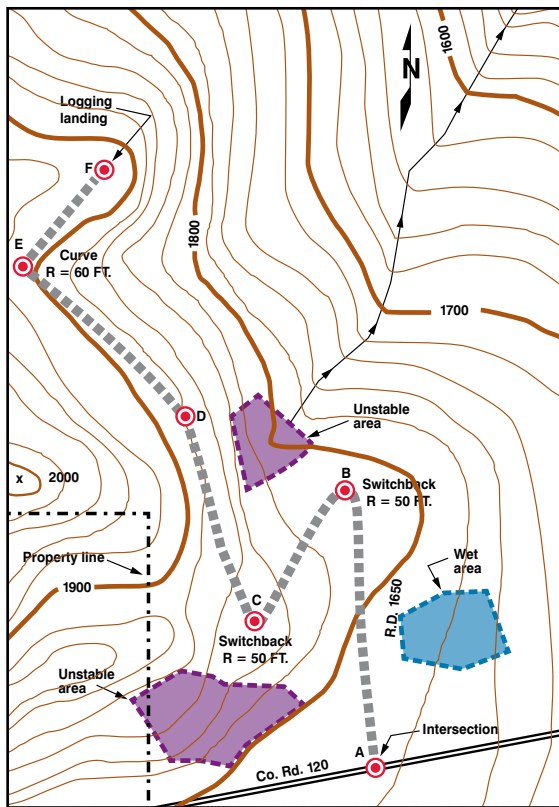 1600
N
Logging
landing
F
E
Curve
R = 60 FT.
1800
1700
D
Unstable
area
B
Switchback
R = 50 FT.
x
2000
Property line
Wet
area
1900
R.D. 1650
C
Switchback
R = 50 FT.
Unstable
area
Intersection
A
Co. Rd. 120